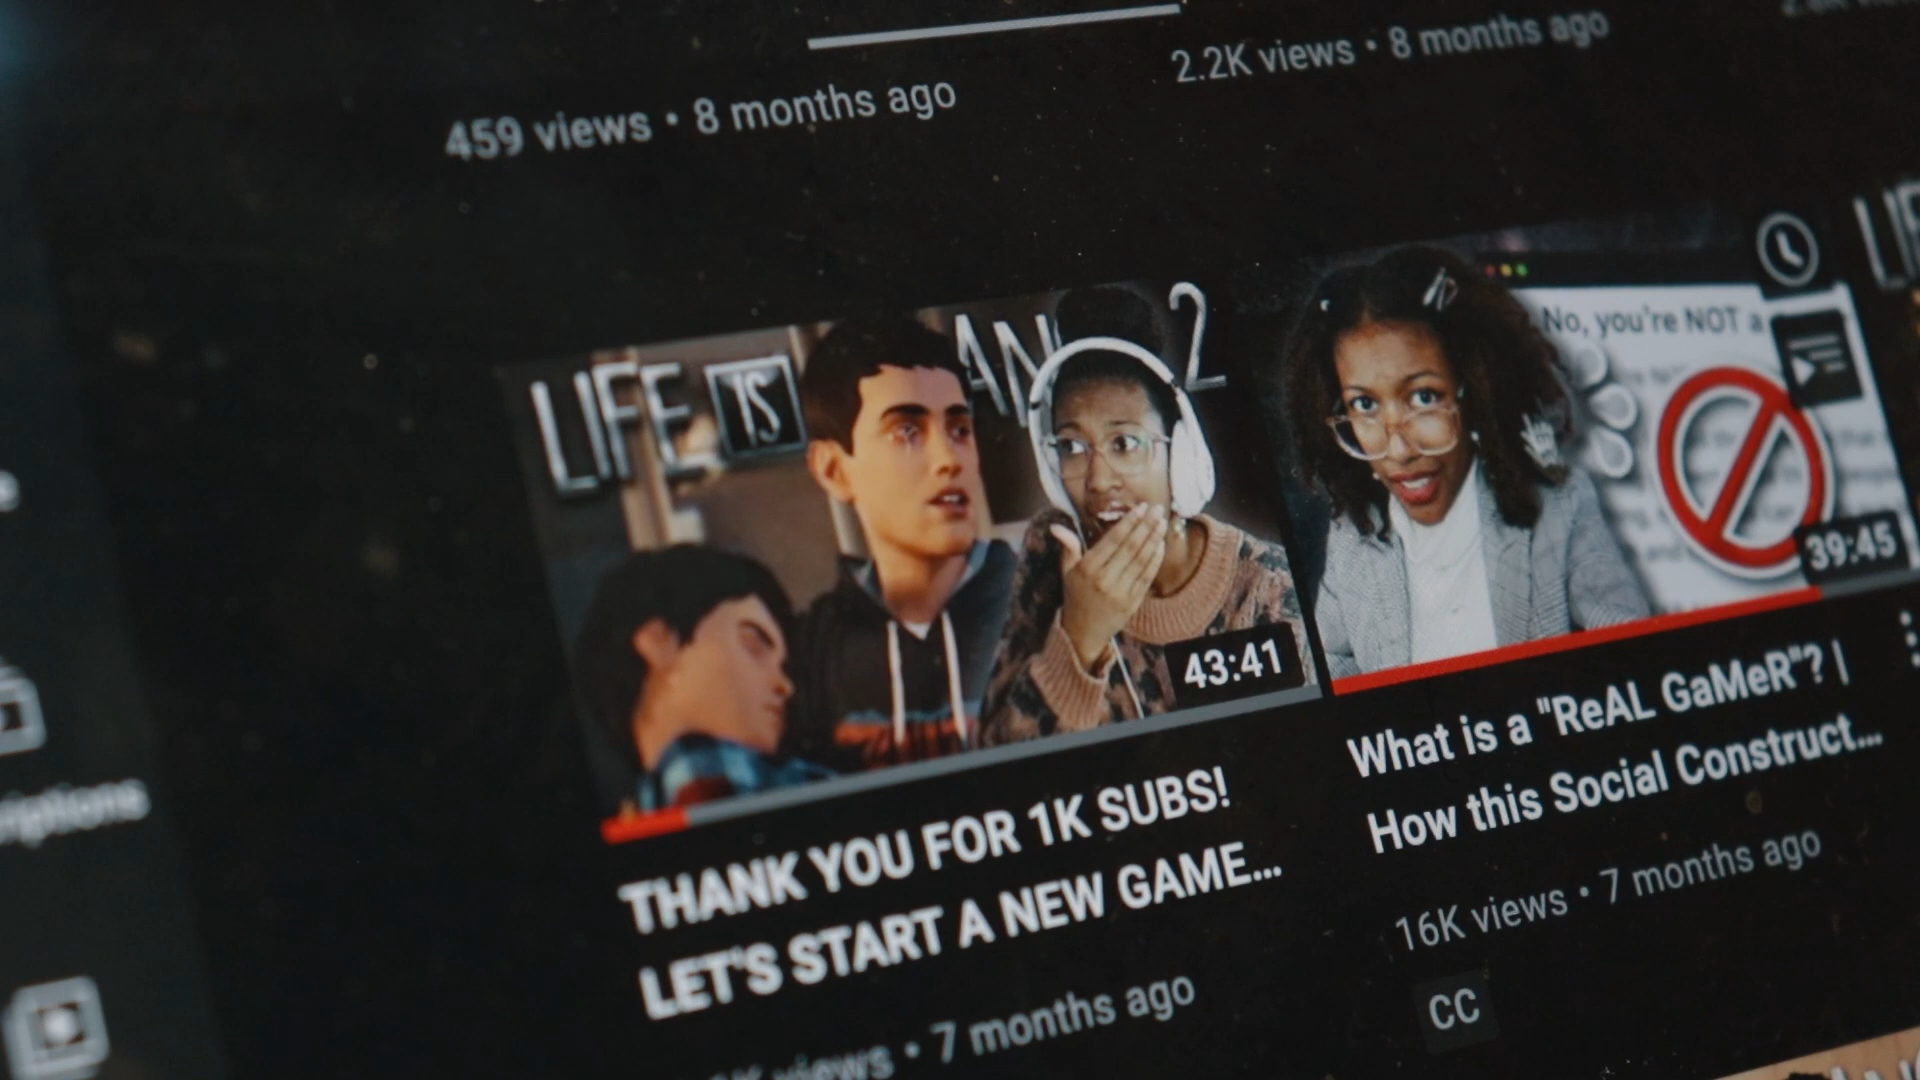 459 views • 8 months ago
2.2K views • 8 months ago
LIFE IS
2
No, you're NOT a
43:41
39:45
THANK YOU FOR 1K SUBS!
LET'S START A NEW GAME...
7 months ago
What is a "ReAL GaMeR"? |
How this Social Construct...
16K views • 7 months ago
CC